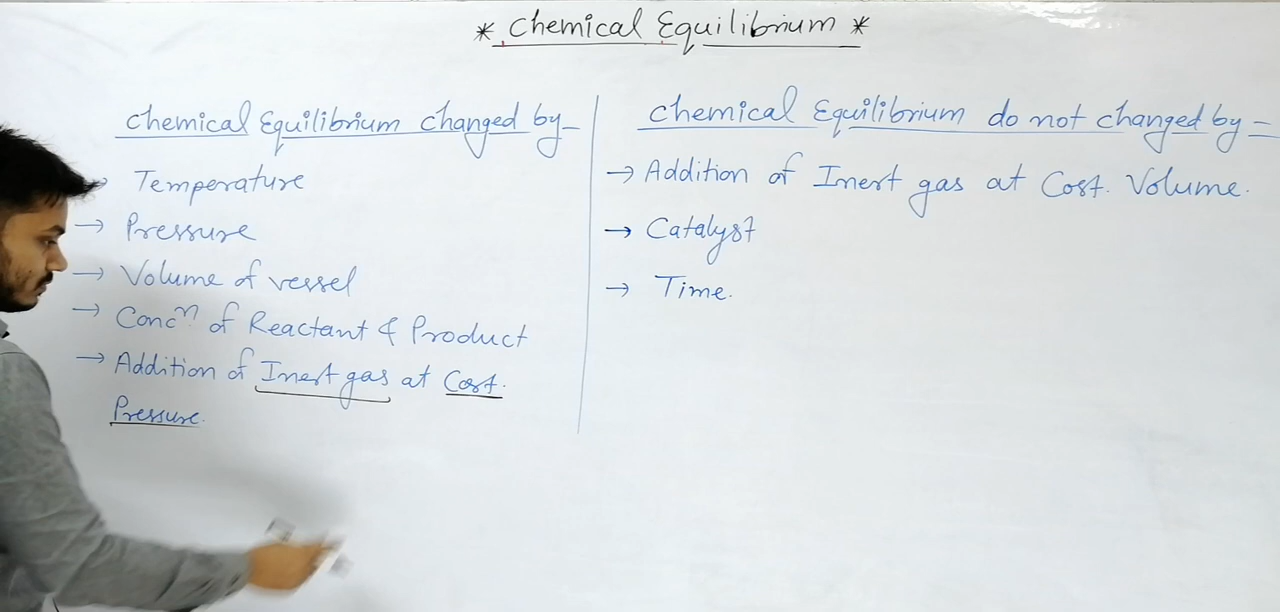 * Chemical Equilibrium *
Chemical Equilibrium changed by-
Temperature
→ Pressure
→ Volume of vessel
→ Concⁿ. of Reactant & Product
→ Addition of Inert gas at Cost.
Pressure.
Chemical Equilibrium do not changed by =
→ Addition of Inert gas at Cost. Volume.
→ Catalyst
→ Time.